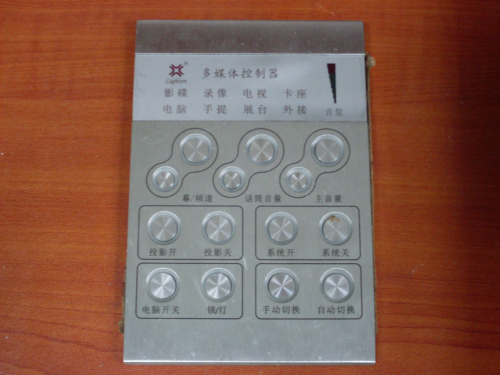 多媒体控制器
影碟 录像 电视 卡座
电脑 手提 展台 外接 音量
幕/频道 话筒音量 主音量
投影开 投影关 系统开 系统关
电脑开关 锁/灯 手动切换 自动切换